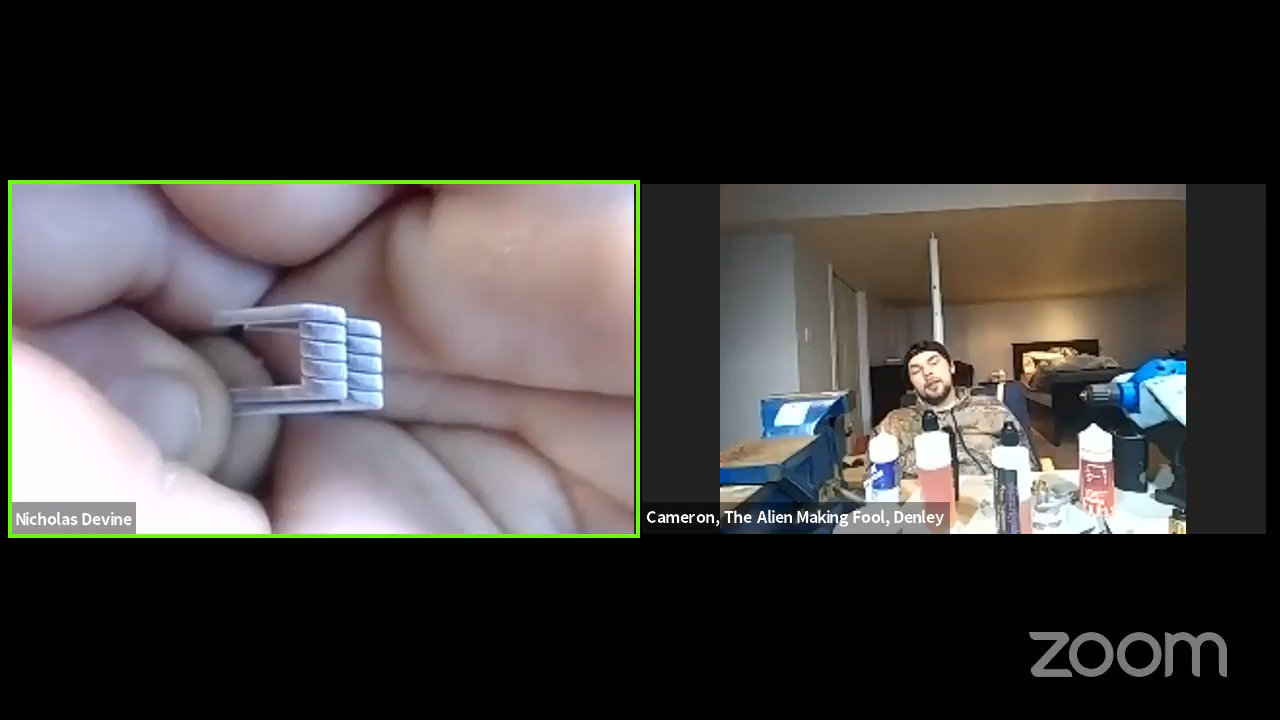 Nicholas Devine
Cameron, The Alien Making Fool, Denley
zoom